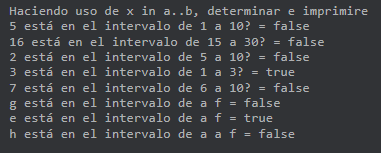 Haciendo uso de x in a..b, determinar e imprimire
5 está en el intervalo de 1 a 10? = false
16 está en el intervalo de 15 a 30? = false
2 está en el intervalo de 5 a 10? = false
3 está en el intervalo de 1 a 3? = true
7 está en el intervalo de 6 a 10? = false
g está en el intervalo de a f = false
e está en el intervalo de a f = true
h está en el intervalo de a a f = false